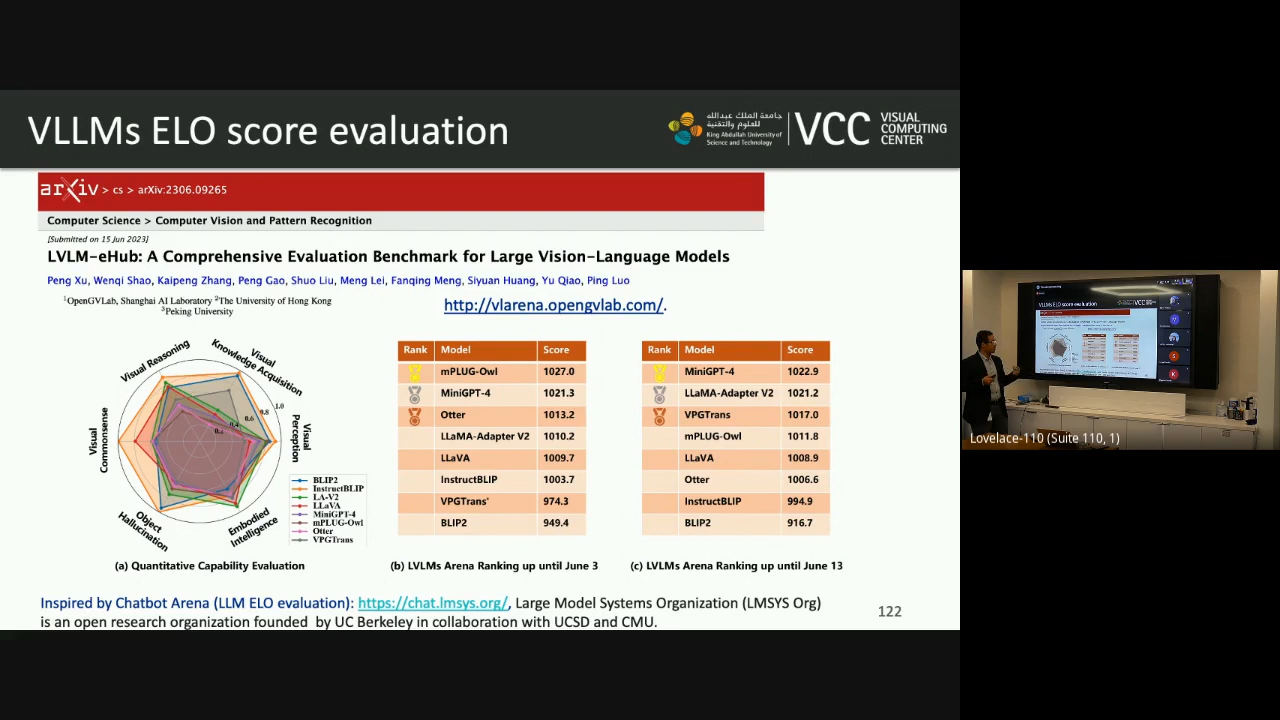 VLLMs ELO score evaluation
جامعة الملك عبدالله
للعلوم والتقنية
King Abdullah University of
Science and Technology
VCC
VISUAL
COMPUTING
CENTER
arXiv > cs > arXiv:2306.09265
Computer Science > Computer Vision and Pattern Recognition
[Submitted on 15 Jun 2023]
LVLM-eHub: A Comprehensive Evaluation Benchmark for Large Vision-Language Models
Peng Xu, Wenqi Shao, Kaipeng Zhang, Peng Gao, Shuo Liu, Meng Lei, Fanqing Meng, Siyuan Huang, Yu Qiao, Ping Luo
1OpenGVLab, Shanghai AI Laboratory 2The University of Hong Kong
3Peking University
http://vlarena.opengvlab.com/.
Visual Reasoning
Visual
Knowledge Acquisition
Visual
Perception
Embodied
Intelligence
Object
Hallucination
Visual
Commonsense
0.6
0.8
1.0
BLIP2
InstructBLIP
LA-V2
LLaVA
MiniGPT-4
mPLUG-Owl
Otter
VPGTrans
(a) Quantitative Capability Evaluation
Rank Model Score
mPLUG-Owl 1027.0
MiniGPT-4 1021.3
Otter 1013.2
LLaMA-Adapter V2 1010.2
LLaVA 1009.7
InstructBLIP 1003.7
VPGTrans' 974.3
BLIP2 949.4
(b) LVLMs Arena Ranking up until June 3
Rank Model Score
MiniGPT-4 1022.9
LLaMA-Adapter V2 1021.2
VPGTrans 1017.0
mPLUG-Owl 1011.8
LLaVA 1008.9
Otter 1006.6
InstructBLIP 994.9
BLIP2 916.7
(c) LVLMs Arena Ranking up until June 13
Inspired by Chatbot Arena (LLM ELO evaluation): https://chat.lmsys.org/, Large Model Systems Organization (LMSYS Org)
is an open research organization founded by UC Berkeley in collaboration with UCSD and CMU.
122
VLLMs ELO score evaluation
VCC
Lovelace-110 (Suite 110, 1)